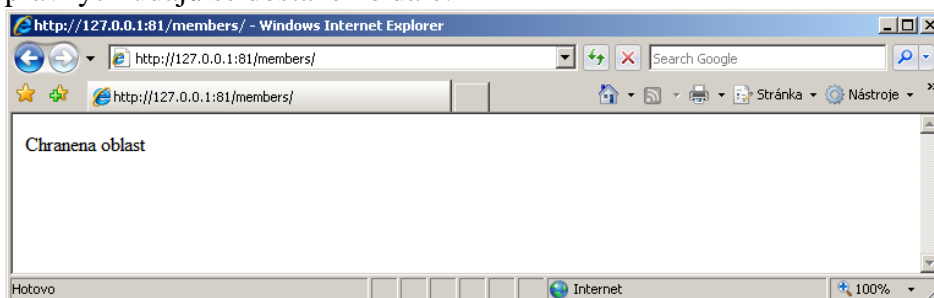 http://127.0.0.1:81/members/ - Windows Internet Explorer
http://127.0.0.1:81/members/
Search Google
http://127.0.0.1:81/members/
Stránka
Nástroje
»
Chranena oblast
Hotovo
Internet
100%